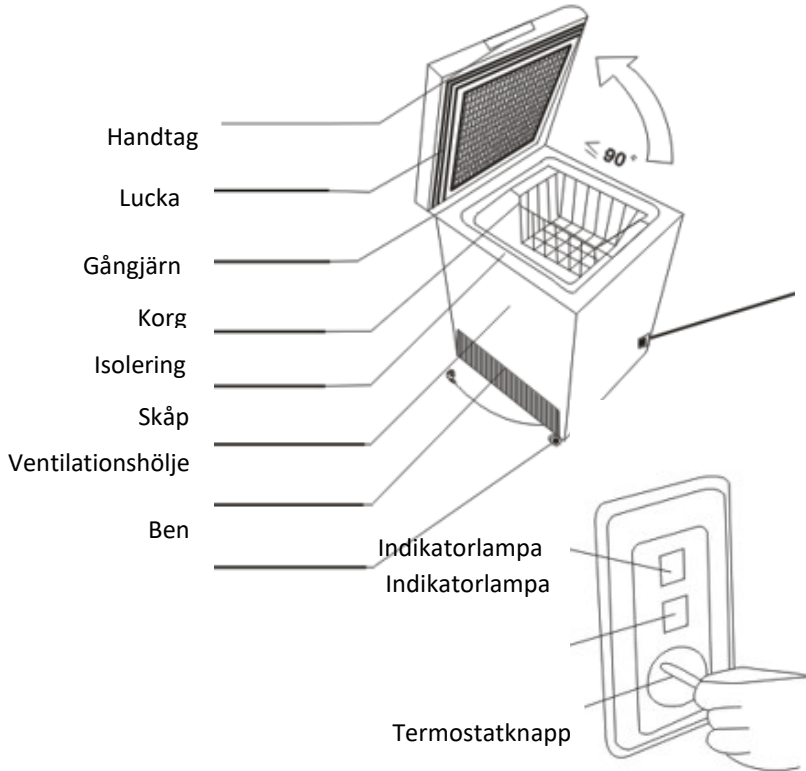 ≤ 90°
Handtag
Lucka
Gångjärn
Korg
Isolering
Skåp
Ventilationshölje
Ben
Indikatorlampa
Indikatorlampa
Termostatknapp